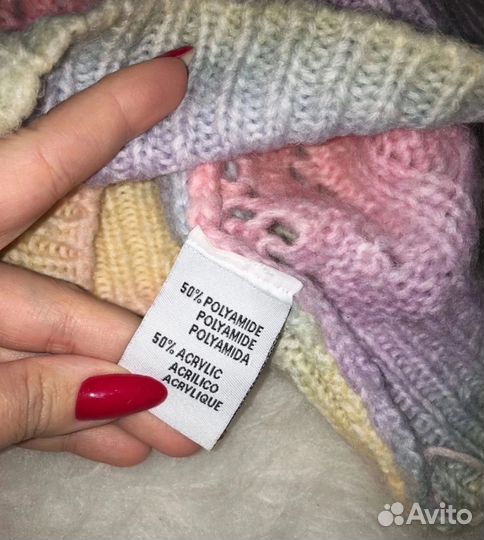 50% POLYAMIDE
POLYAMIDE
POLYAMIDA
50% ACRYLIC
ACRILICO
ACRYLIQUE
Avito